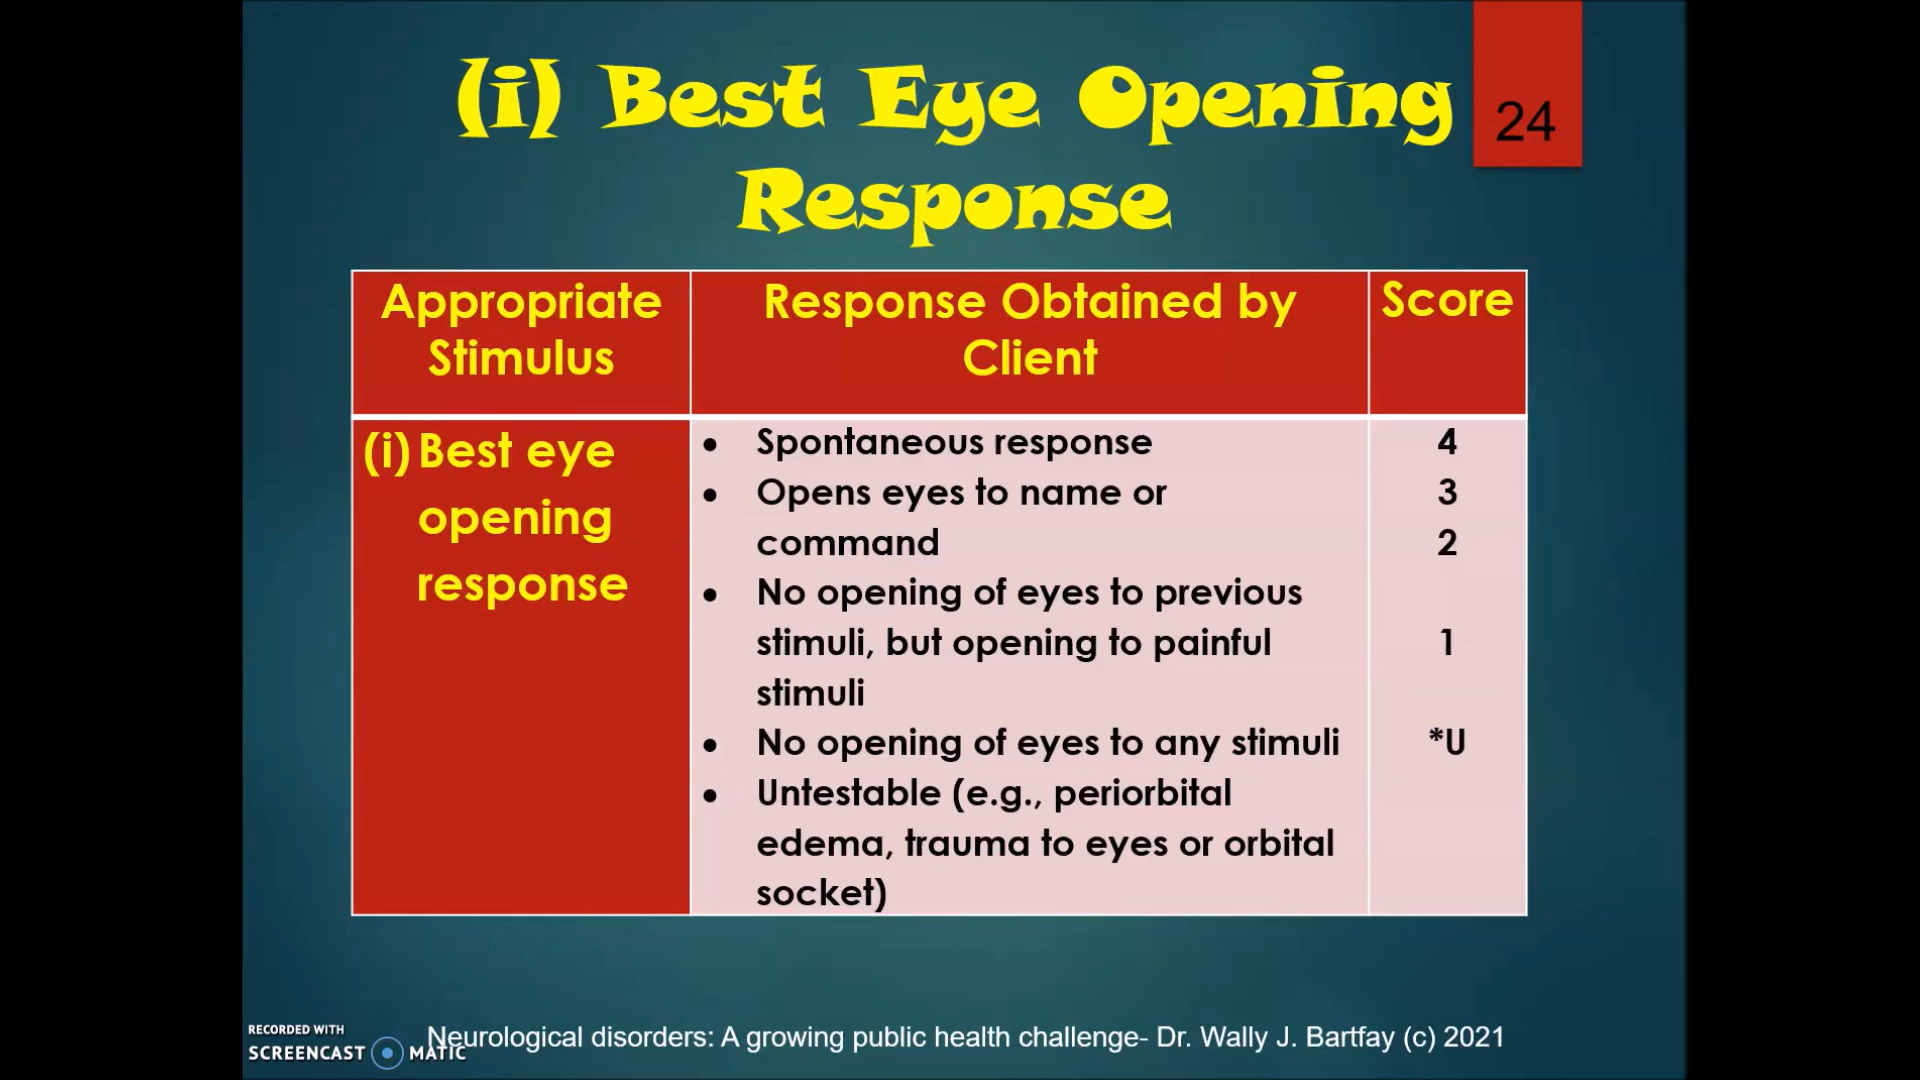 (i) Best Eye Opening
Response
24
Appropriate
Stimulus
Response Obtained by
Client
Score
(i) Best eye
opening
response
• Spontaneous response
• Opens eyes to name or
command
• No opening of eyes to previous
stimuli, but opening to painful
stimuli
• No opening of eyes to any stimuli
• Untestable (e.g., periorbital
edema, trauma to eyes or orbital
socket)
4
3
2
1
*U
RECORDED WITH
SCREENCAST MATIC
Neurological disorders: A growing public health challenge- Dr. Wally J. Bartfay (c) 2021